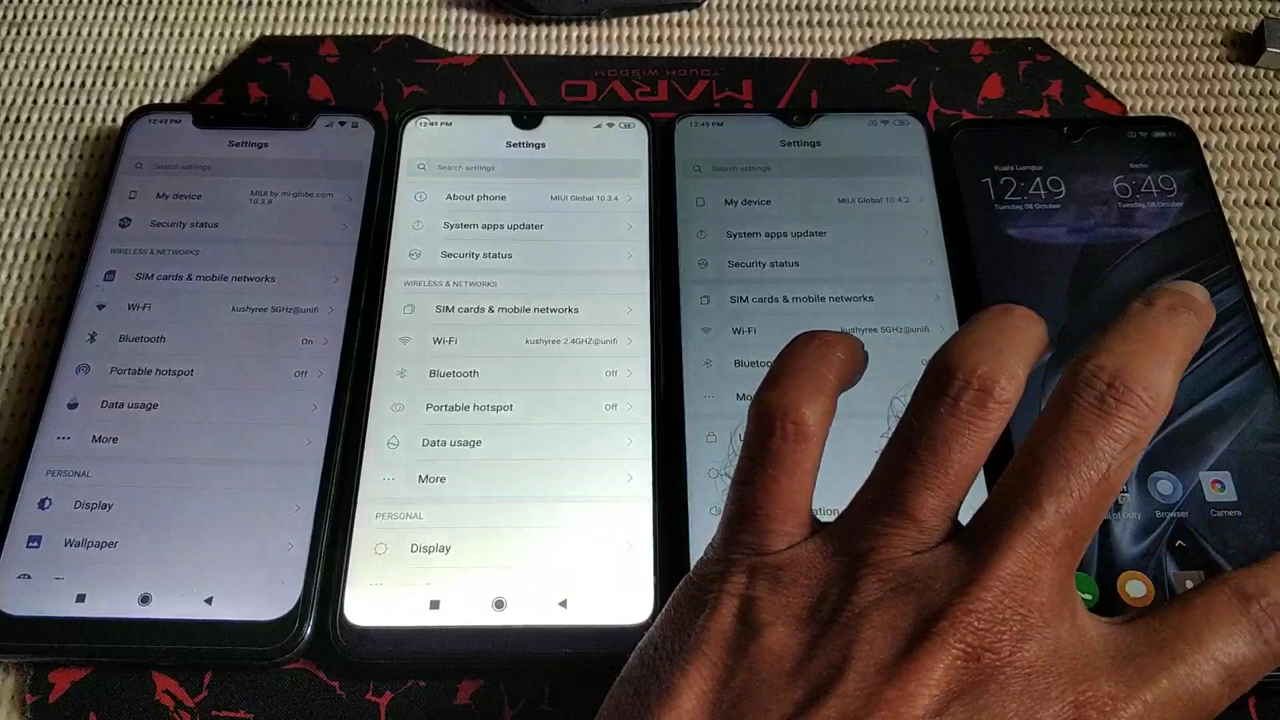 MARVO
TOUCH WISDOM
12:49 PM
Settings
Search settings
My device
MIUI by mi-globe.com
10.3.8
Security status
WIRELESS & NETWORKS
SIM cards & mobile networks
Wi-Fi
kushyree 5GHz@unifi
Bluetooth
On
Portable hotspot
Off
Data usage
More
PERSONAL
Display
Wallpaper
12:49 PM
Settings
Search settings
About phone
MIUI Global 10.3.4
System apps updater
Security status
WIRELESS & NETWORKS
SIM cards & mobile networks
Wi-Fi
kushyree 2.4GHZ@unifi
Bluetooth
Off
Portable hotspot
Off
Data usage
More
PERSONAL
Display
12:49 PM
Settings
Search settings
My device
MIUI Global 10.4.2
System apps updater
Security status
SIM cards & mobile networks
Wi-Fi
kushyree 5GHz@unifi
Kuala Lumpur
12:49
Tuesday, 08 October
Berlin
6:49
Tuesday, 08 October
of Duty
Browser
Camera